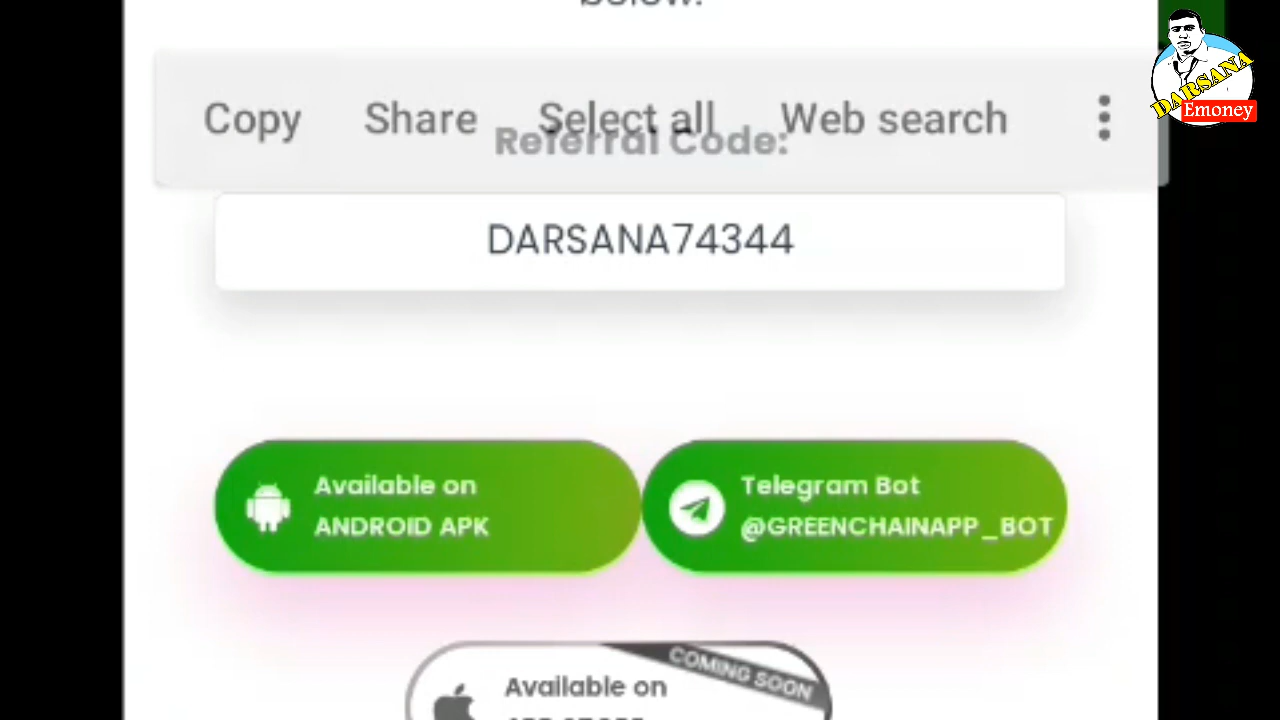 below.
Copy Share Select all Web search
Referral Code:
DARSANA74344
Available on
ANDROID APK
Telegram Bot
@GREENCHAINAPP_BOT
COMING SOON
Available on
DARSANA
Emoney